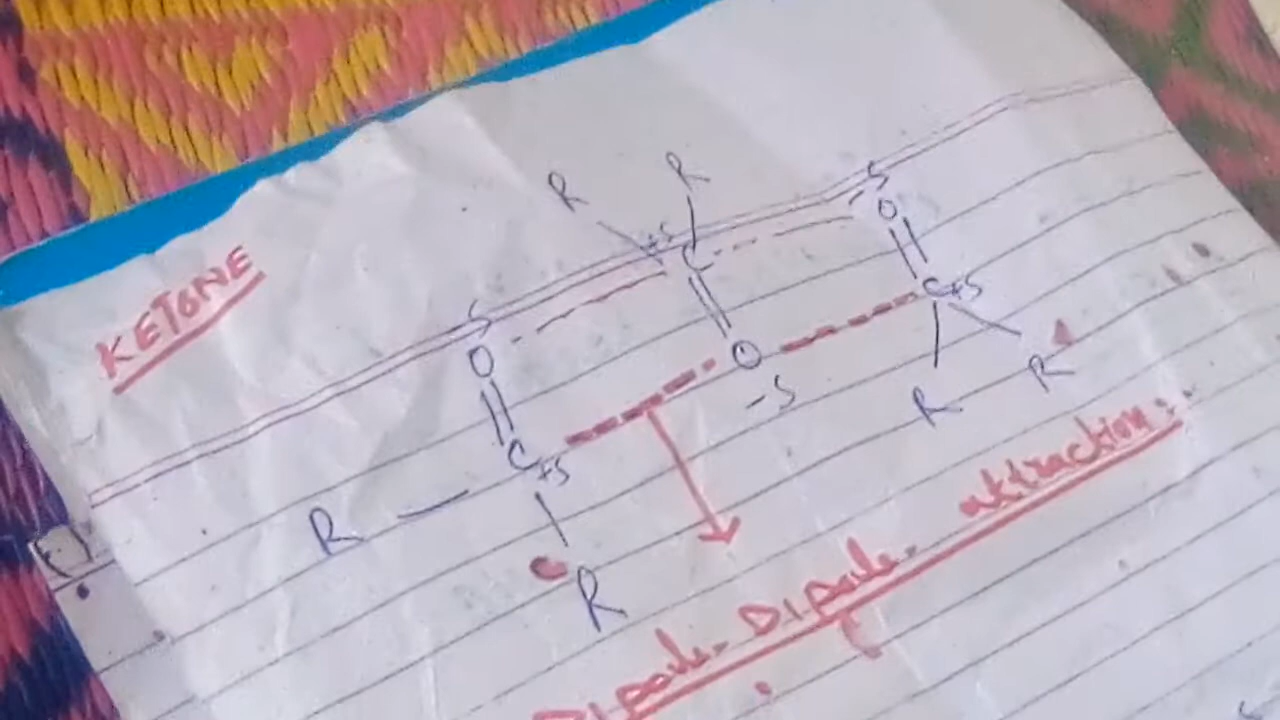 KETONE
R R
S +S S
O C O
C +S O C +S
-S
R R R R
Dipole-Dipole attraction: